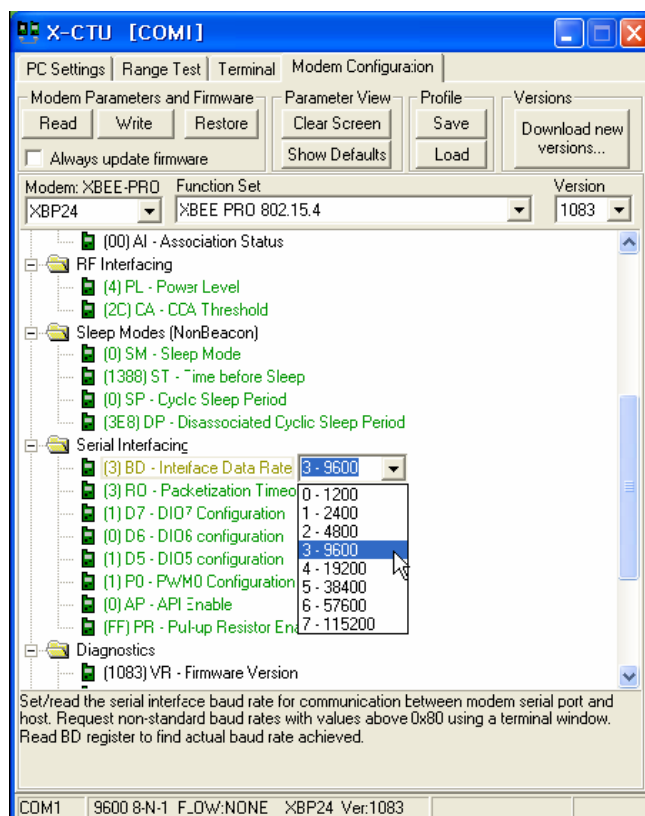 X-CTU [COM1]
PC Settings Range Test Terminal Modem Configuration
Modem Parameters and Firmware Parameter View Profile Versions
Read Write Restore Clear Screen Save Download new versions...
Always update firmware Show Defaults Load
Modem: XBEE-PRO Function Set Version
XBP24 XBEE PRO 802.15.4 1083
(00) AI - Association Status
RF Interfacing
(4) PL - Power Level
(2C) CA - CCA Threshold
Sleep Modes (NonBeacon)
(0) SM - Sleep Mode
(1388) ST - Time before Sleep
(0) SP - Cyclic Sleep Period
(3E8) DP - Disassociated Cyclic Sleep Period
Serial Interfacing
(3) BD - Interface Data Rate 3 - 9600
(3) RO - Packetization Timeo
(1) D7 - DIO7 Configuration
(0) D6 - DIO6 configuration
(1) D5 - DIO5 configuration
(1) P0 - PWM0 Configuration
(0) AP - API Enable
(FF) PR - Pull-up Resistor Ena
0 - 1200
1 - 2400
2 - 4800
3 - 9600
4 - 19200
5 - 38400
6 - 57600
7 - 115200
Diagnostics
(1083) VR - Firmware Version
Set/read the serial interface baud rate for communication between modem serial port and
host. Request non-standard baud rates with values above 0x80 using a terminal window.
Read BD register to find actual baud rate achieved.
COM1 9600 8-N-1 FLOW:NONE XBP24 Ver:1083